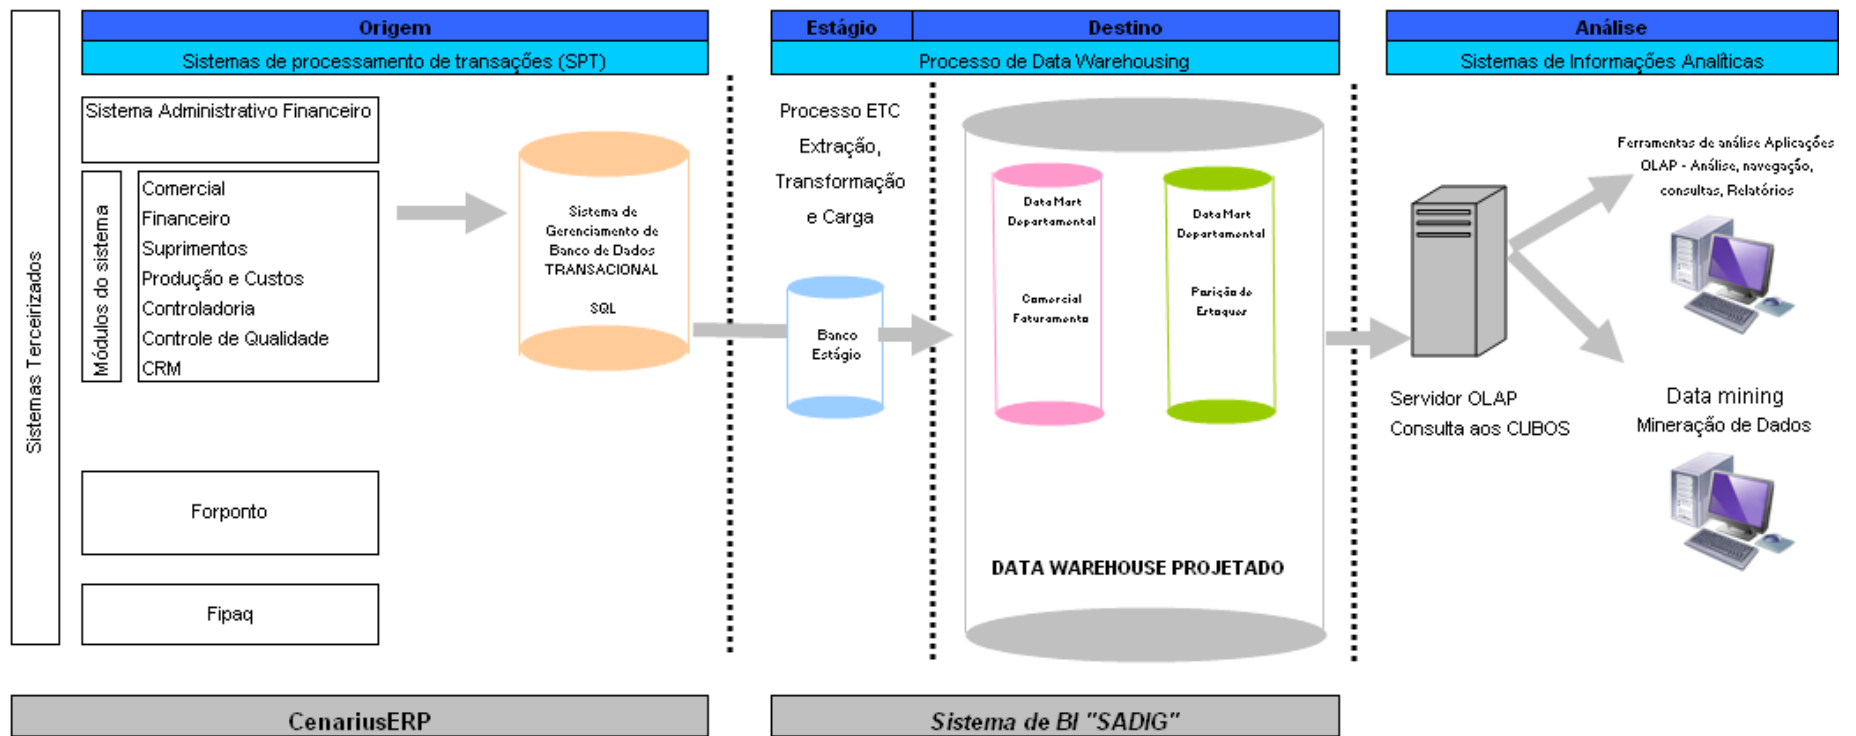 Origem
Sistemas de processamento de transações (SPT)
Estágio
Destino
Processo de Data Warehousing
Análise
Sistemas de Informações Analíticas
Sistemas Terceirizados
Sistema Administrativo Financeiro
Módulos do sistema
Comercial
Financeiro
Suprimentos
Produção e Custos
Controladoria
Controle de Qualidade
CRM
Forponto
Fipaq
Sistema de
Gerenciamento de
Banco de Dados
TRANSACIONAL
SQL
Processo ETC
Extração,
Transformação
e Carga
Banco
Estágio
Data Mart
Departamental
Comercial
Faturamento
Data Mart
Departamental
Posição de
Estoques
DATA WAREHOUSE PROJETADO
Servidor OLAP
Consulta aos CUBOS
Ferramentas de análise Aplicações
OLAP - Análise, navegação,
consultas, Relatórios
Data mining
Mineração de Dados
CenariusERP
Sistema de BI "SADIG"